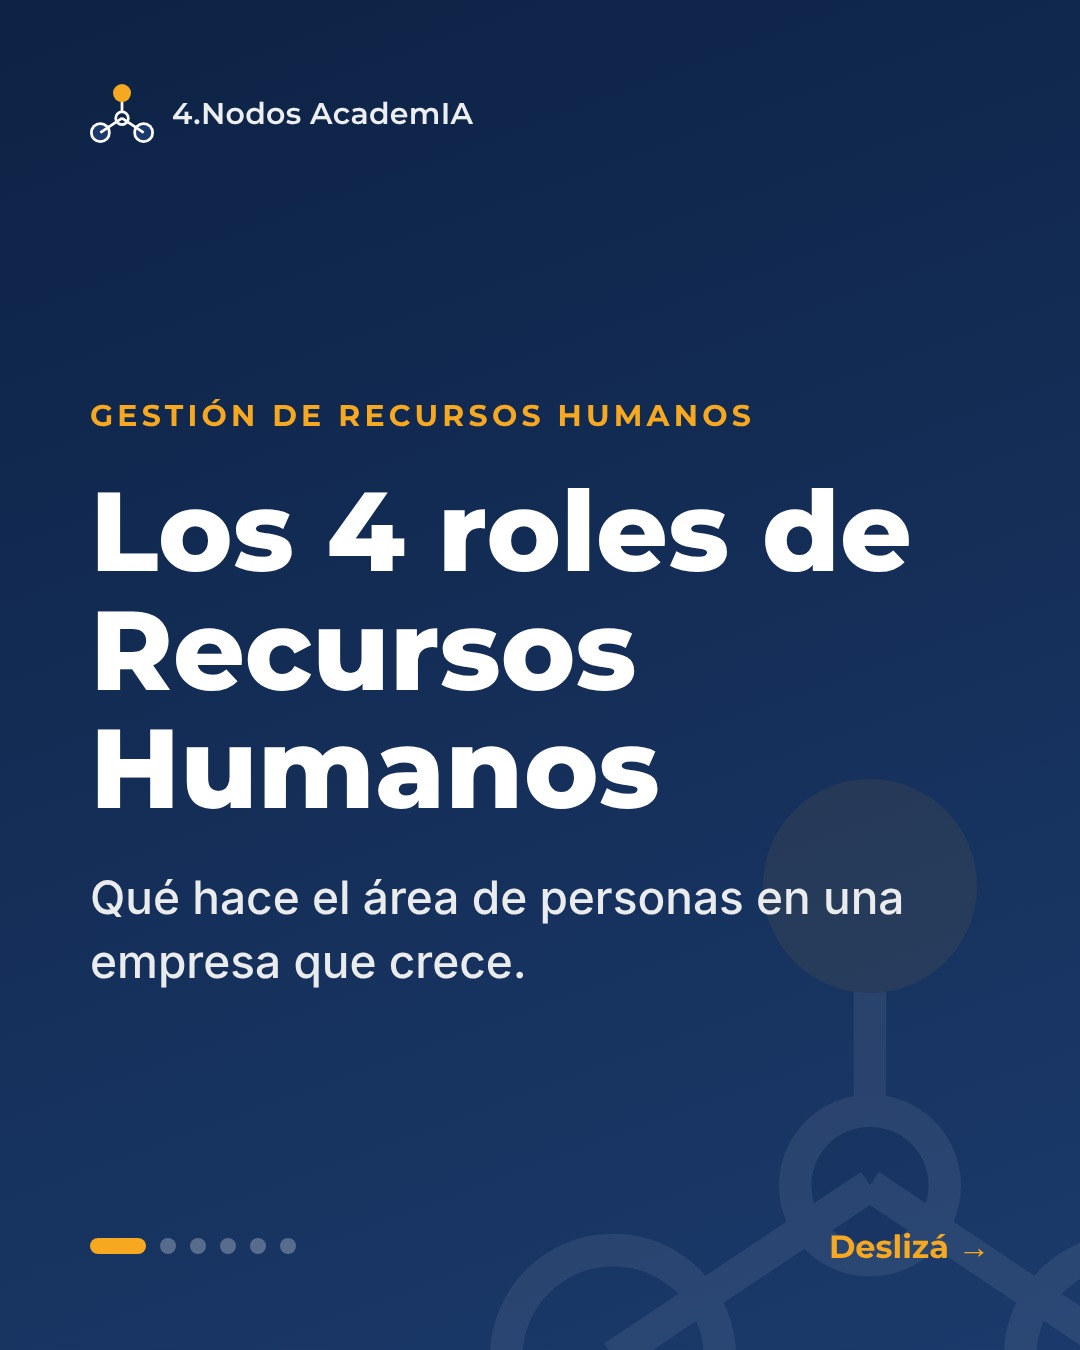 4.Nodos AcademIA
GESTIÓN DE RECURSOS HUMANOS
Los 4 roles de
Recursos
Humanos
Qué hace el área de personas en una
empresa que crece.
Deslizá →